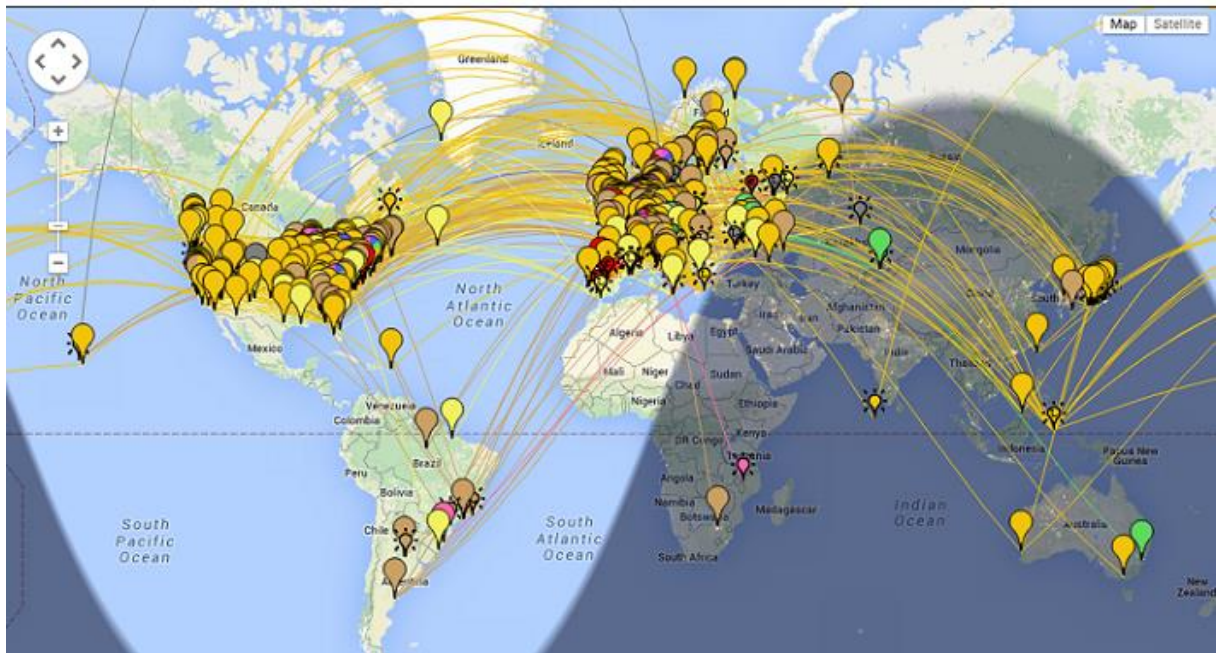 Map Satellite
Greenland
Iceland
Canada
North
Pacific
Ocean
North
Atlantic
Ocean
Mongolia
Turkey
Afghanistan
Iraq
Iran
Pakistan
Algeria
Libya
Egypt
Saudi Arabia
India
Mexico
Mali
Niger
Chad
Sudan
Thailand
Nigeria
Ethiopia
Venezuela
Colombia
DR Congo
Kenya
Tanzania
Indonesia
Papua New
Guinea
Brazil
Peru
Bolivia
Angola
Namibia
Botswana
Madagascar
Indian
Ocean
South
Pacific
Ocean
Chile
South
Atlantic
Ocean
Australia
South Africa
Argentina
New
Zealand